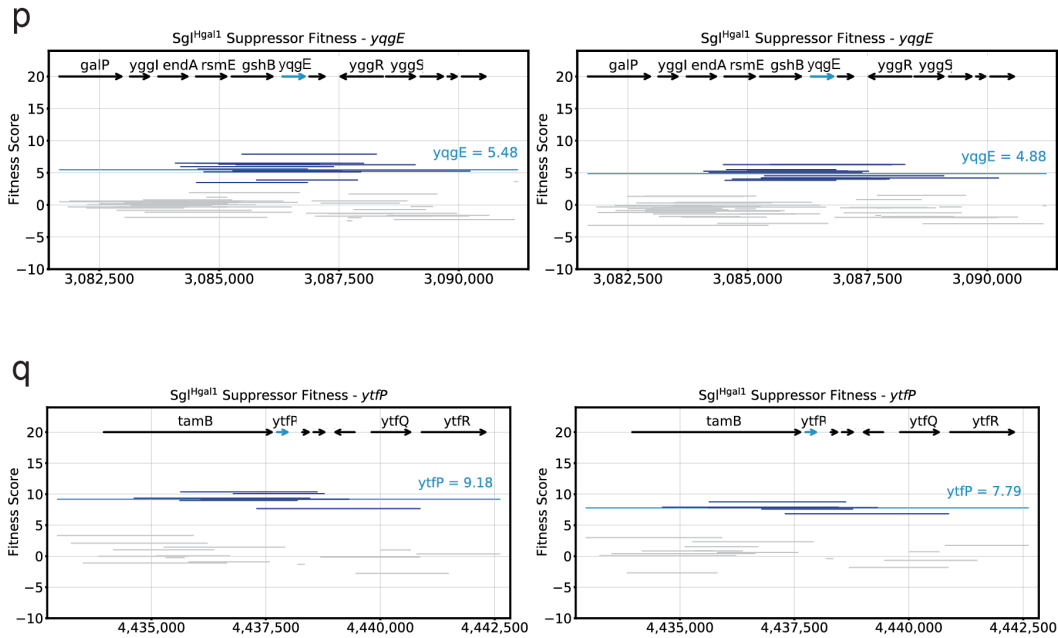 p
Sgl^Hgal1 Suppressor Fitness - yqgE
galP yggI endA rsmE gshB yqgE yggR yggS
20
15
10
5
0
−5
−10
Fitness Score
yqgE = 5.48
3,082,500 3,085,000 3,087,500 3,090,000
Sgl^Hgal1 Suppressor Fitness - yqgE
galP yggI endA rsmE gshB yqgE yggR yggS
20
15
10
5
0
−5
−10
Fitness Score
yqgE = 4.88
3,082,500 3,085,000 3,087,500 3,090,000
q
Sgl^Hgal1 Suppressor Fitness - ytfP
tamB ytfP ytfQ ytfR
20
15
10
5
0
−5
−10
Fitness Score
ytfP = 9.18
4,435,000 4,437,500 4,440,000 4,442,500
Sgl^Hgal1 Suppressor Fitness - ytfP
tamB ytfP ytfQ ytfR
20
15
10
5
0
−5
−10
Fitness Score
ytfP = 7.79
4,435,000 4,437,500 4,440,000 4,442,500